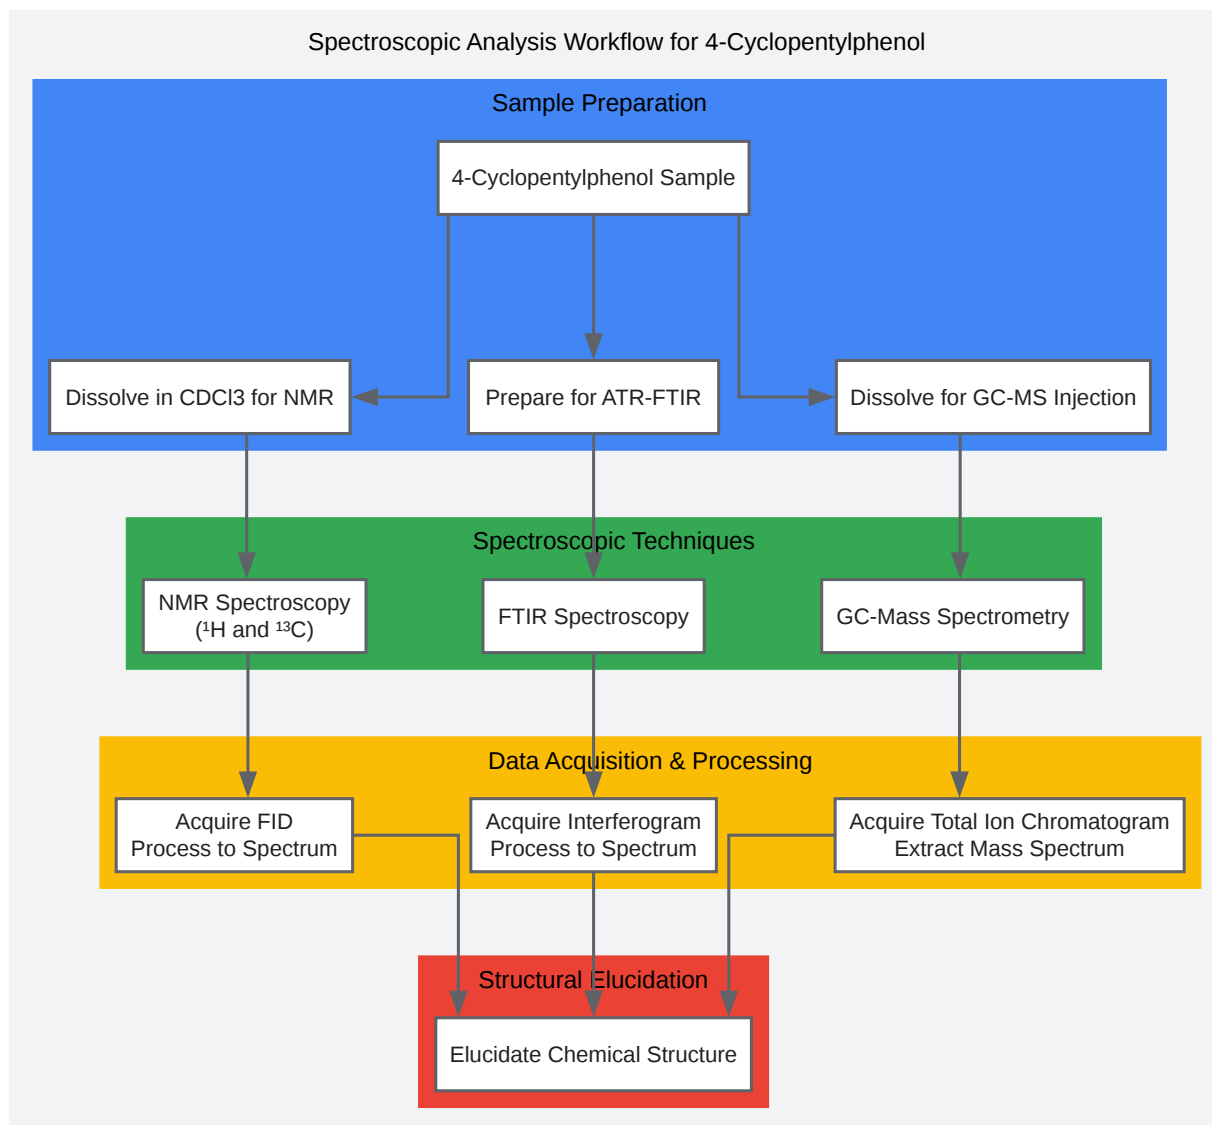 Spectroscopic Analysis Workflow for 4-Cyclopentylphenol
Sample Preparation
4-Cyclopentylphenol Sample
Dissolve in CDCl3 for NMR
Prepare for ATR-FTIR
Dissolve for GC-MS Injection
Spectroscopic Techniques
NMR Spectroscopy
(¹H and ¹³C)
FTIR Spectroscopy
GC-Mass Spectrometry
Data Acquisition & Processing
Acquire FID
Process to Spectrum
Acquire Interferogram
Process to Spectrum
Acquire Total Ion Chromatogram
Extract Mass Spectrum
Structural Elucidation
Elucidate Chemical Structure